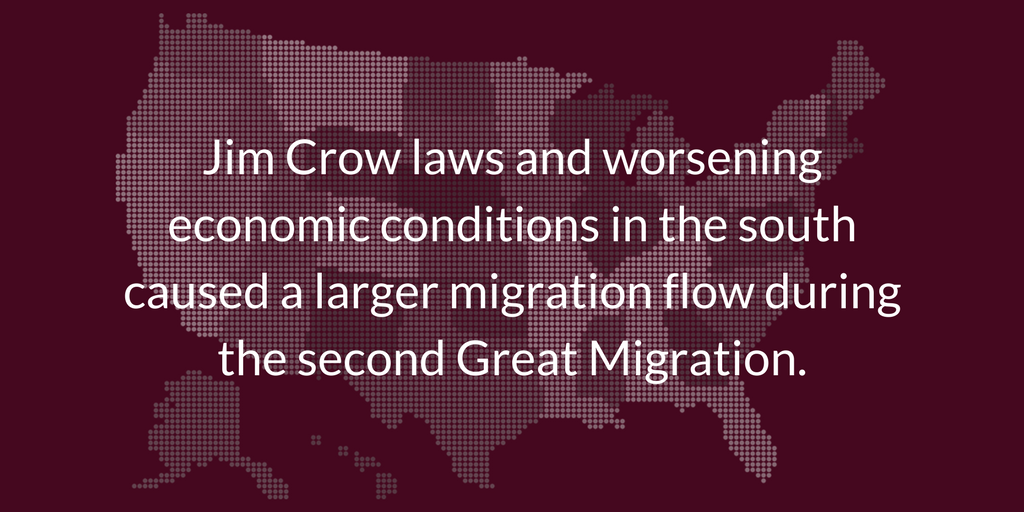 Jim Crow laws and worsening
economic conditions in the south
caused a larger migration flow during
the second Great Migration.